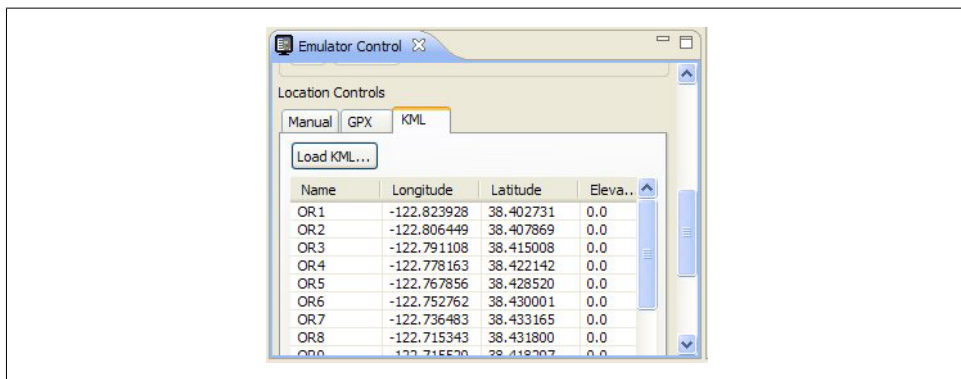 Emulator Control
Location Controls
Manual GPX KML
Load KML...
Name Longitude Latitude Eleva..
OR1 -122.823928 38.402731 0.0
OR2 -122.806449 38.407869 0.0
OR3 -122.791108 38.415008 0.0
OR4 -122.778163 38.422142 0.0
OR5 -122.767856 38.428520 0.0
OR6 -122.752762 38.430001 0.0
OR7 -122.736483 38.433165 0.0
OR8 -122.715343 38.431800 0.0